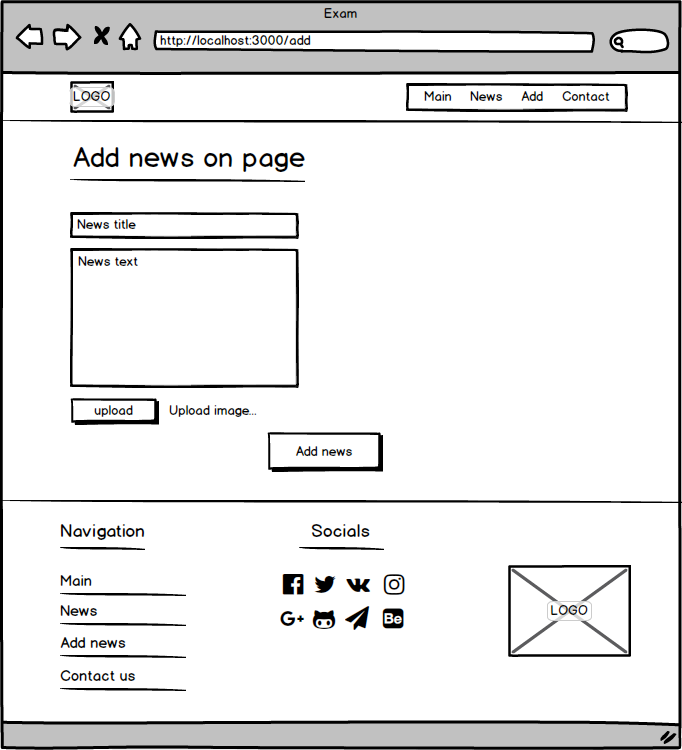 Exam
http://localhost:3000/add
LOGO
Main News Add Contact
Add news on page
News title
News text
upload Upload image...
Add news
Navigation
Socials
Main
News
Add news
Contact us
G+
Be
LOGO